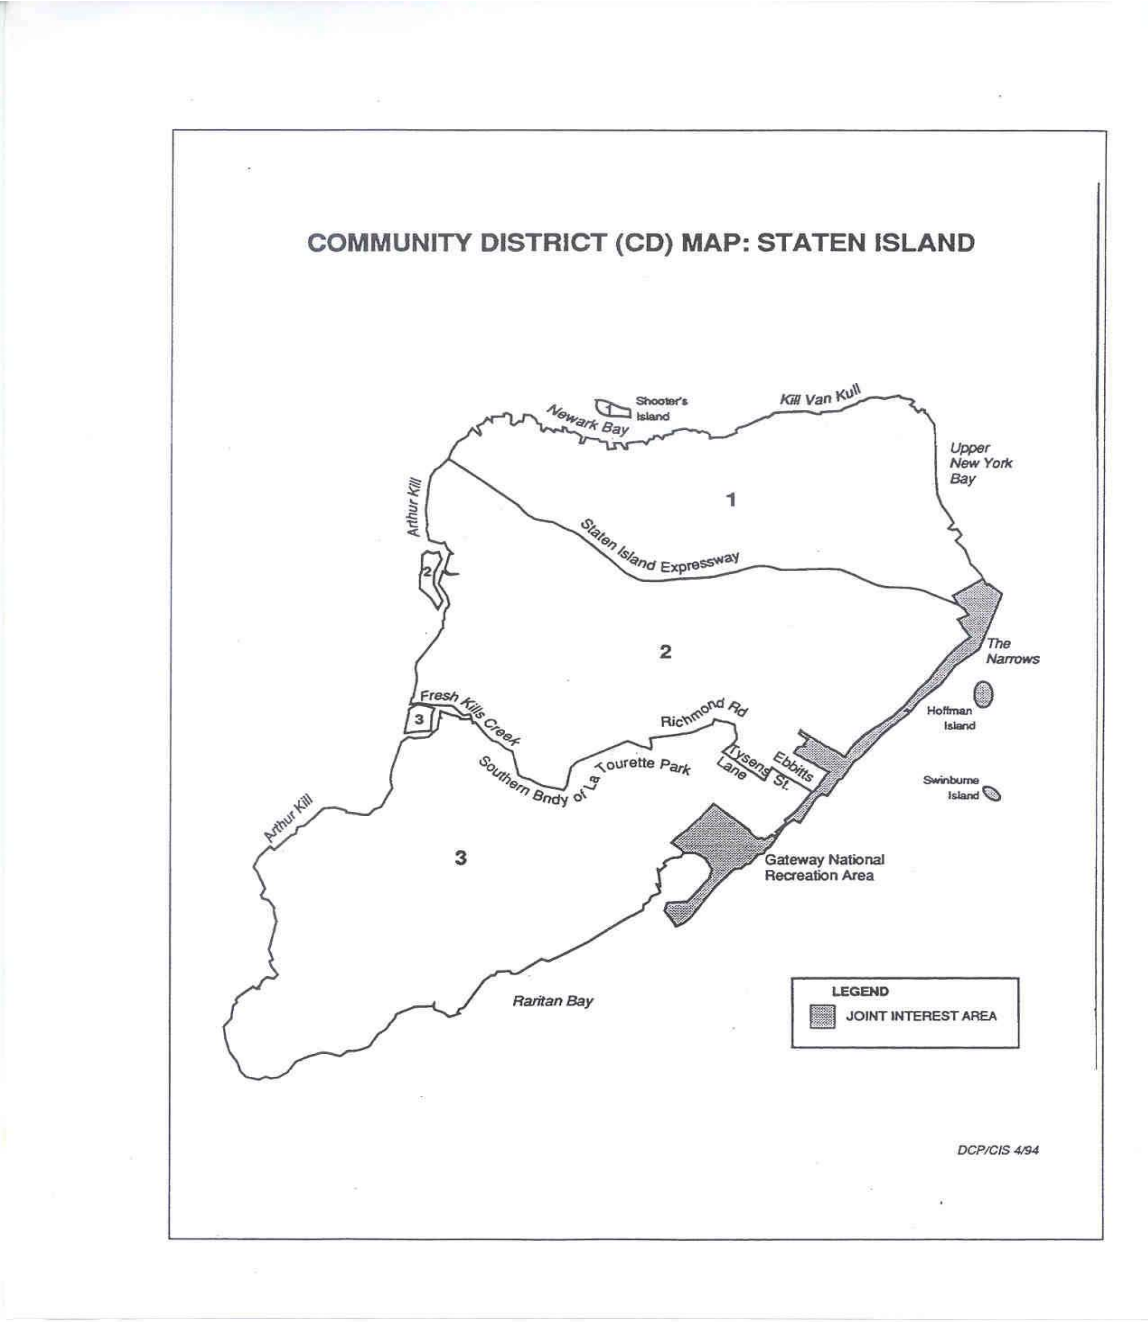 COMMUNITY DISTRICT (CD) MAP: STATEN ISLAND
Kill Van Kull
Shooter's
Island
1
Newark Bay
Upper
New York
Bay
Arthur Kill
1
Staten Island Expressway
2
2
The
Narrows
Fresh Kills Creek
3
Richmond Rd
Hoffman
Island
Tysens
Lane
Ebbitts
St.
Southern Bndy of La Tourette Park
Swinburne
Island
Arthur Kill
3
Gateway National
Recreation Area
Raritan Bay
LEGEND
JOINT INTEREST AREA
DCP/CIS 4/94